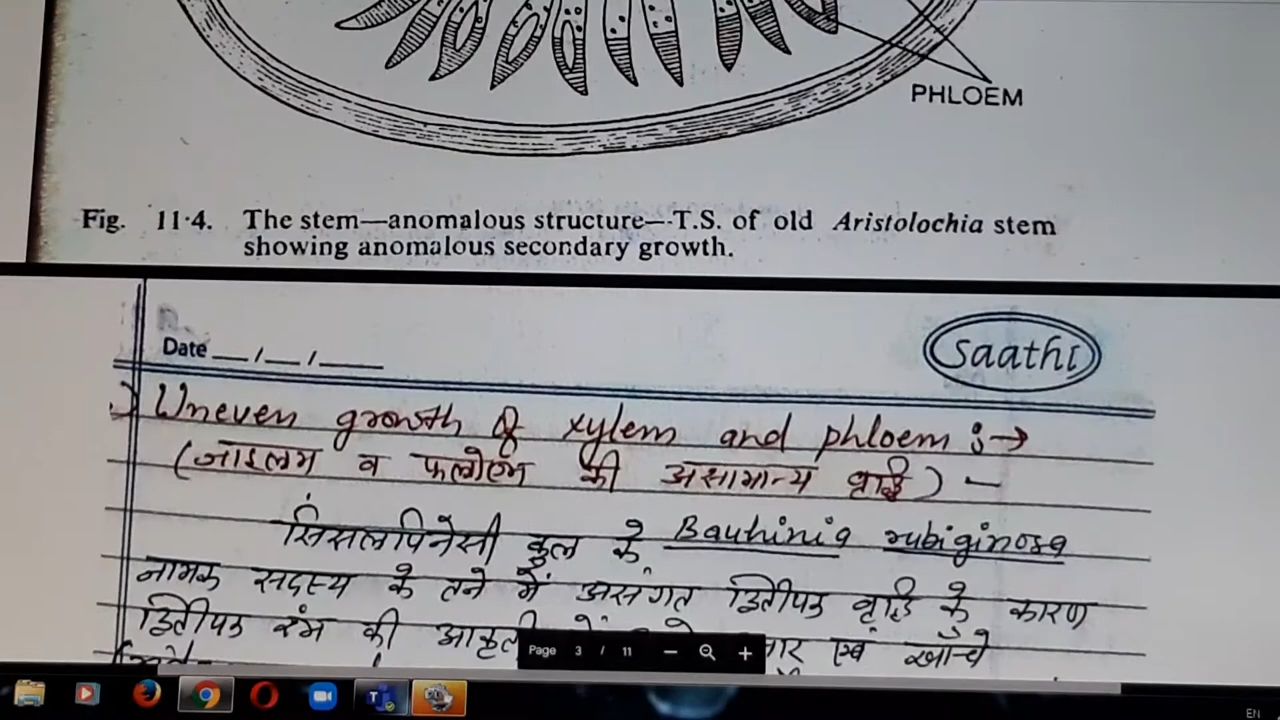 PHLOEM
Fig. 11·4. The stem—anomalous structure—T.S. of old Aristolochia stem
showing anomalous secondary growth.
Date __/__/____
Saathi
Uneven growth of xylem and phloem :→
(जाइलम व फ्लोएम की असामान्य वृद्धि) –
सिसलपिनेसी कुल के Bauhinia rubiginosa
नामक सदस्य के तने में असंगत द्वितीयक वृद्धि के कारण
द्वितीयक रंभ की आकृती एवं खाँचे
Page 3 / 11
EN